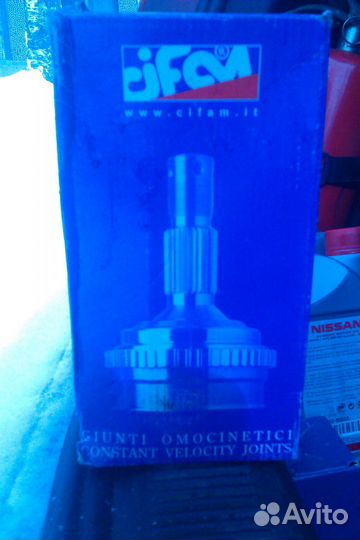 cifam®
www.cifam.it
NISSAN
GIUNTI OMOCINETICI
CONSTANT VELOCITY JOINTS
Avito